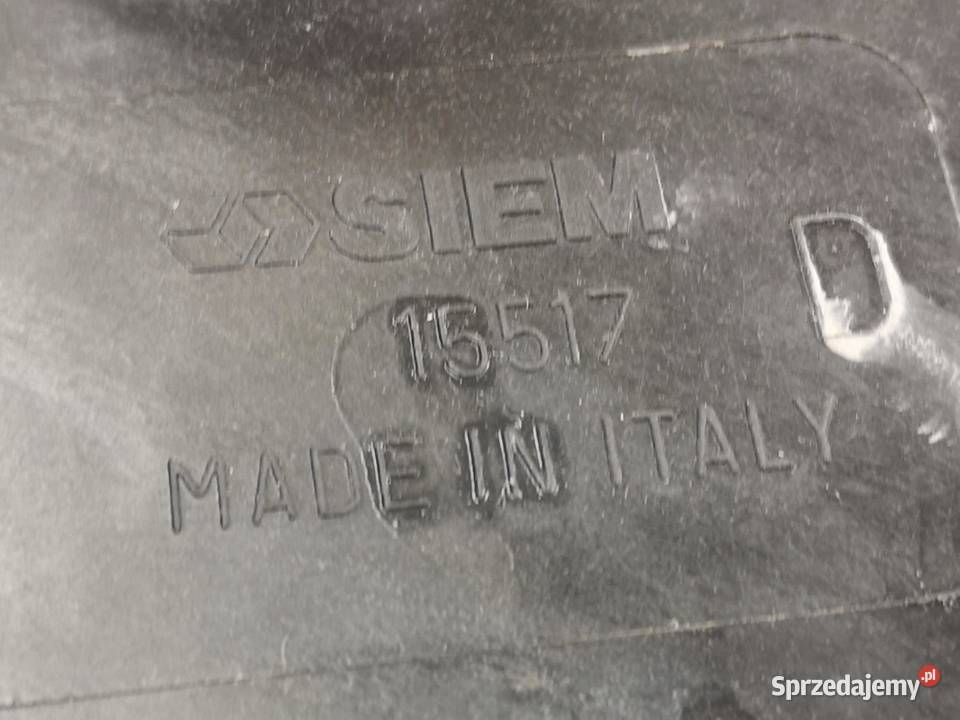 SIEM
D
15517
MADE IN ITALY
Sprzedajemy.pl